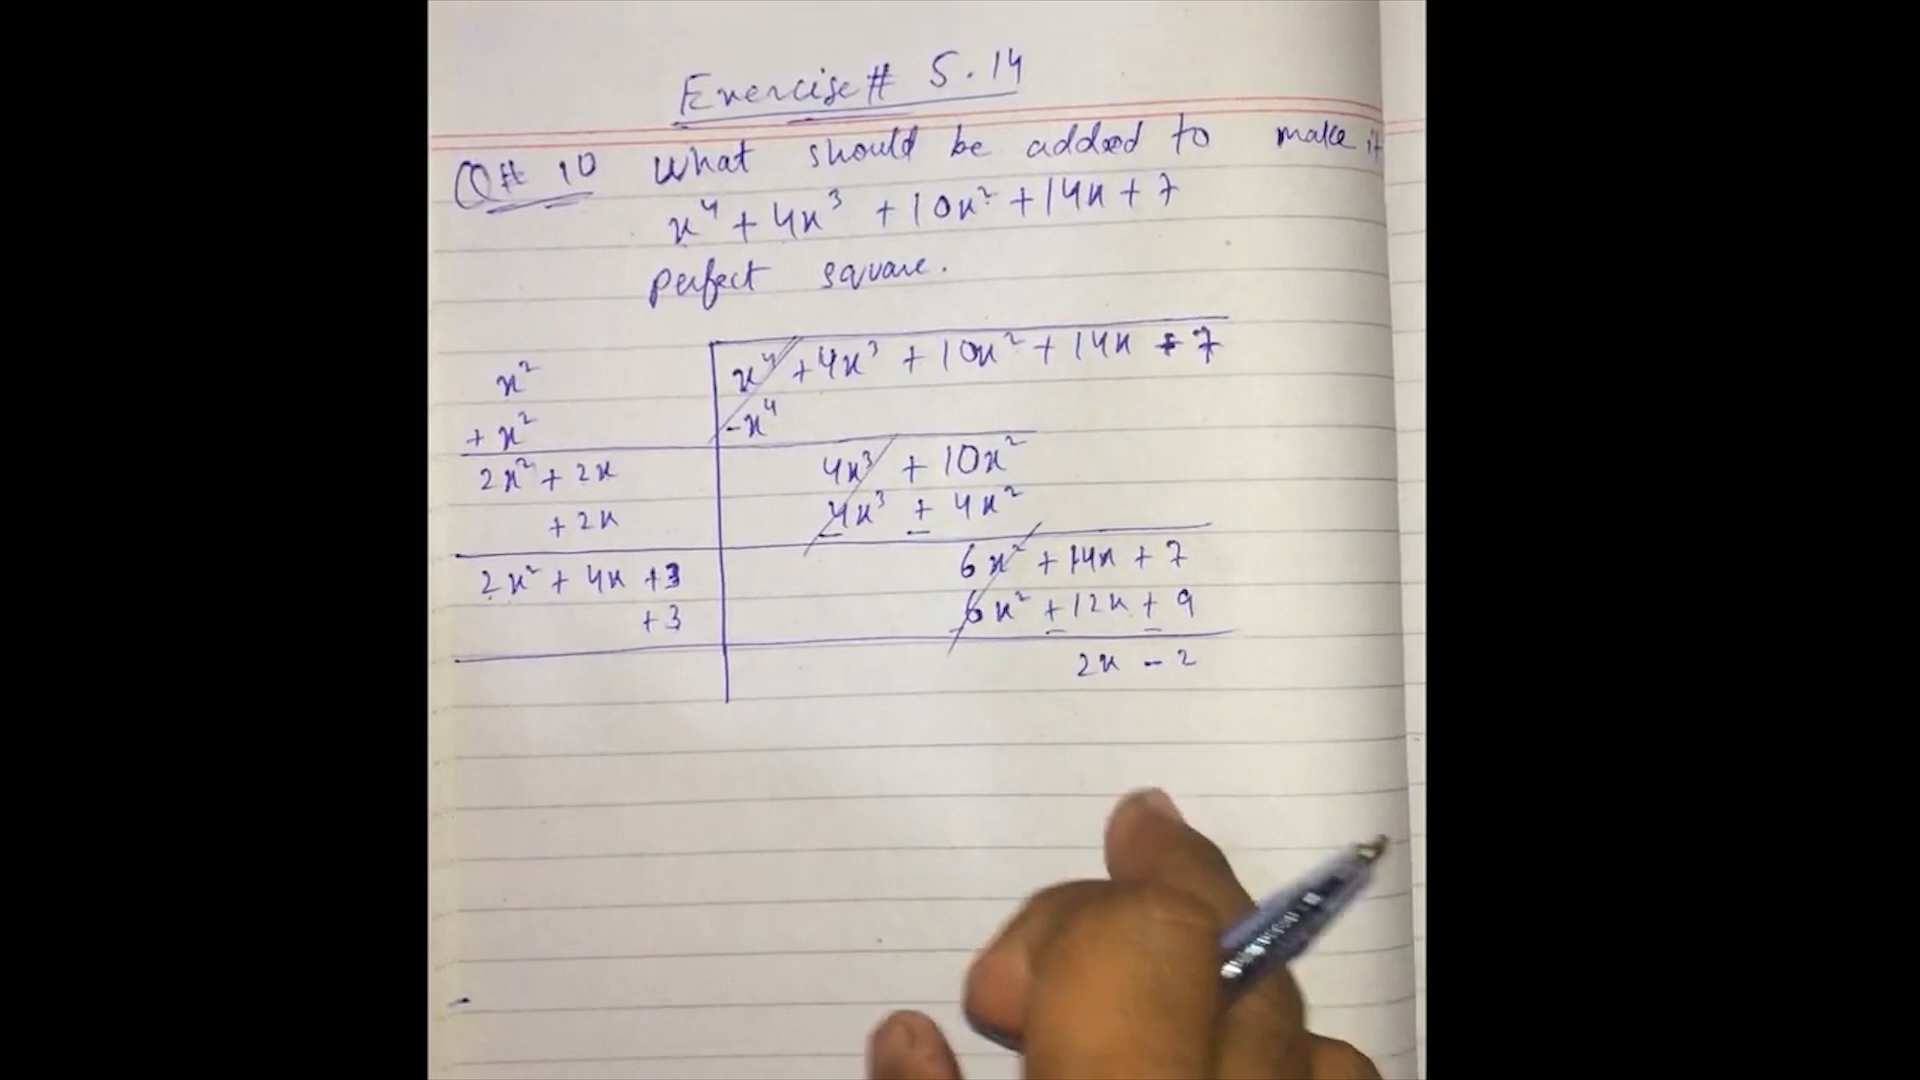 Exercise# 5.14
Q# 10 What should be added to make it
x⁴ + 4x³ + 10x² + 14x + 7
perfect square.
x² x⁴ + 4x³ + 10x² + 14x + 7
+ x² - x⁴
2x² + 2x 4x³ + 10x²
+ 2x 4x³ + 4x²
2x² + 4x + 3 6x² + 14x + 7
+ 3 6x² + 12x + 9
2x - 2